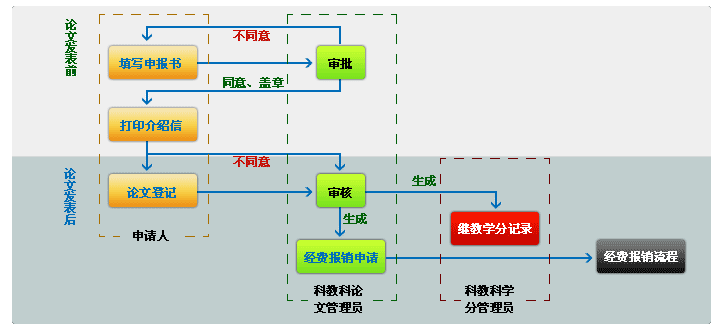 论文发表前
不同意
填写申报书
审批
同意、盖章
打印介绍信
论文发表后
不同意
论文登记
审核
生成
生成
继教学分记录
申请人
经费报销申请
经费报销流程
科教科论
文管理员
科教科学
分管理员